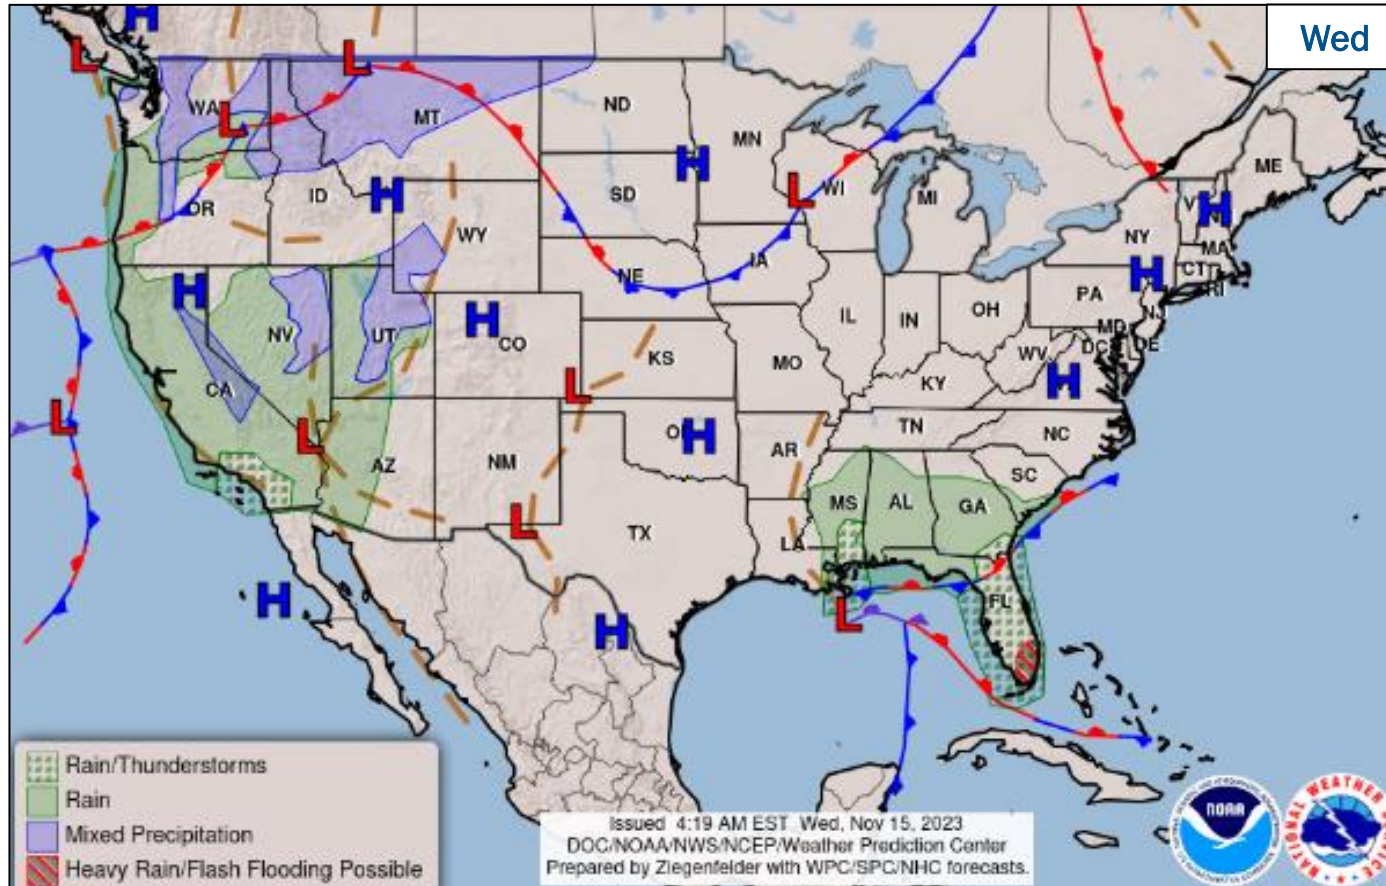 Wed
H
L
L
WA
L
MT
ND
MN
H
L
WI
MI
ME
OR
ID
H
SD
WY
V
H
NY
MA
CT
RI
H
NE
IA
H
NV
UT
H
CO
IL
IN
OH
PA
NJ
MD
DE
DC
WV
H
CA
L
KS
MO
KY
L
AZ
NM
O
H
AR
TN
NC
SC
L
TX
LA
MS
AL
GA
L
H
H
L
FL
Rain/Thunderstorms
Rain
Mixed Precipitation
Heavy Rain/Flash Flooding Possible
Issued 4:19 AM EST Wed, Nov 15, 2023
DOC/NOAA/NWS/NCEP/Weather Prediction Center
Prepared by Ziegenfelder with WPC/SPC/NHC forecasts.
NOAA
NATIONAL WEATHER